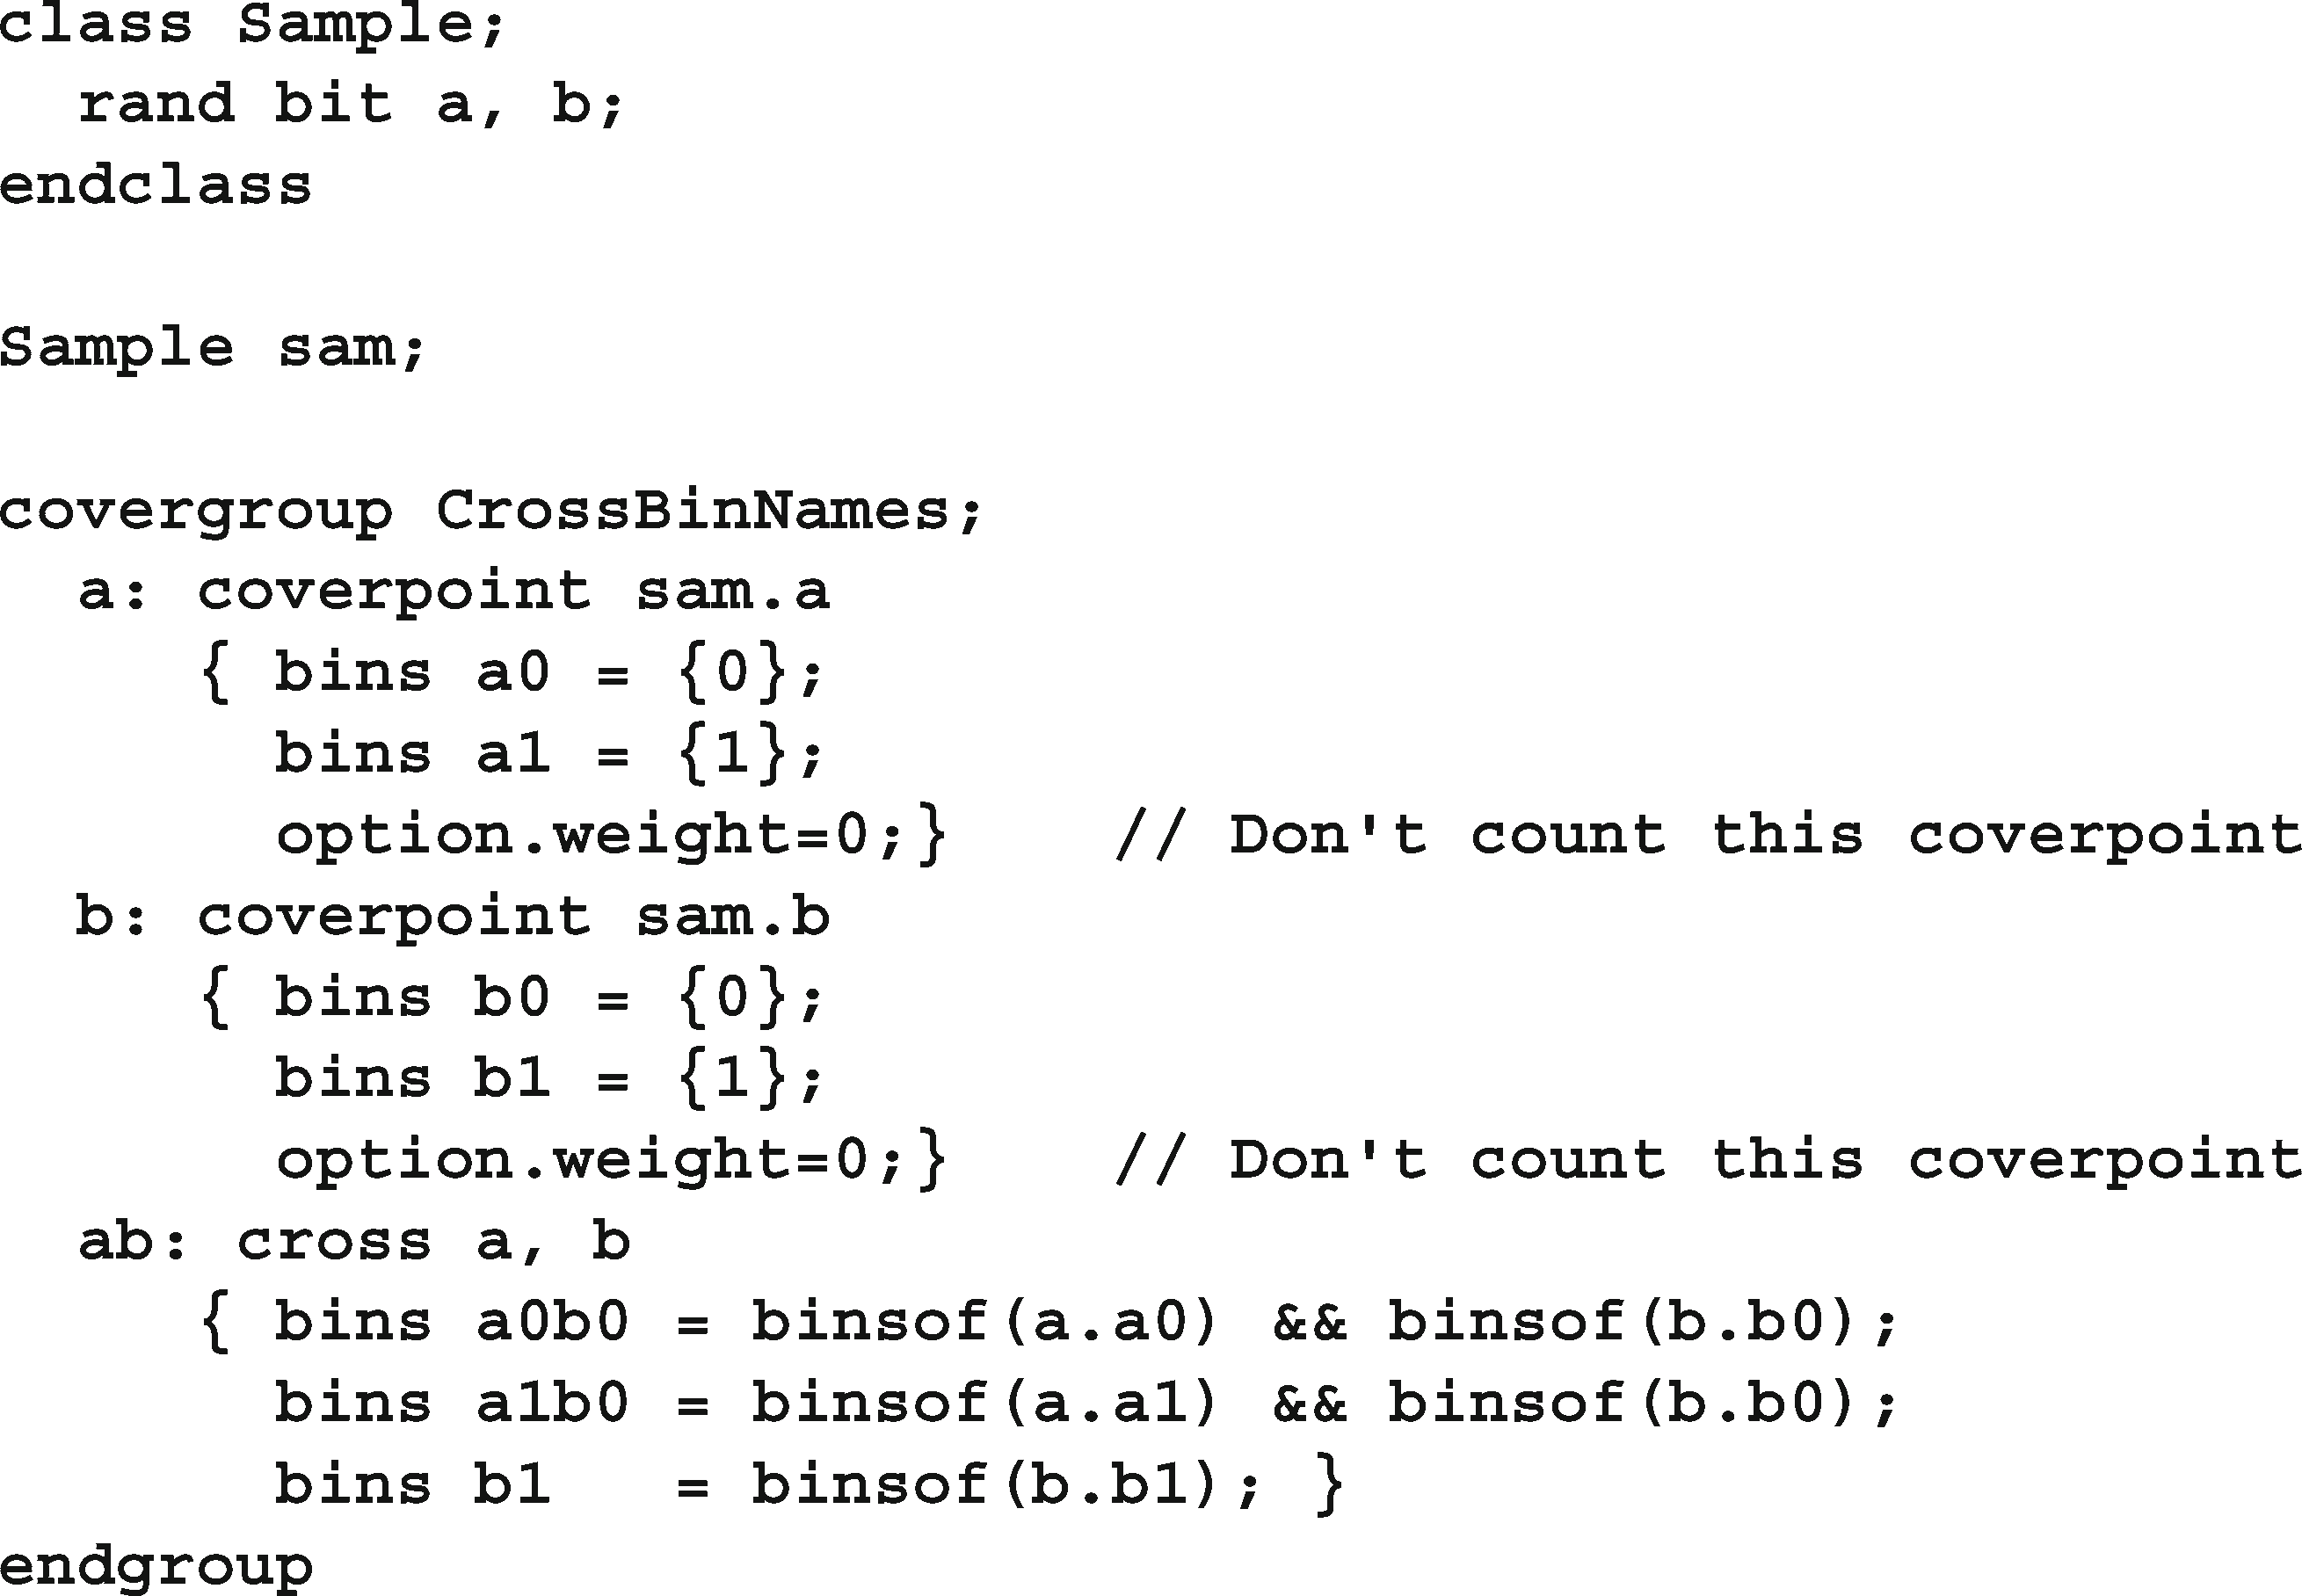 class Sample;
  rand bit a, b;
endclass

Sample sam;

covergroup CrossBinNames;
  a: coverpoint sam.a
     { bins a0 = {0};
       bins a1 = {1};
       option.weight=0;}    // Don't count this coverpoint
  b: coverpoint sam.b
     { bins b0 = {0};
       bins b1 = {1};
       option.weight=0;}    // Don't count this coverpoint
  ab: cross a, b
     { bins a0b0 = binsof(a.a0) && binsof(b.b0);
       bins a1b0 = binsof(a.a1) && binsof(b.b0);
       bins b1   = binsof(b.b1); }
endgroup